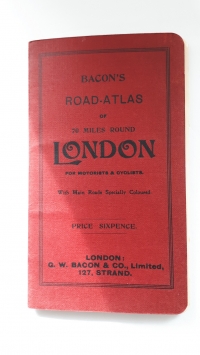 BACON'S
ROAD-ATLAS
OF
25 MILES ROUND
LONDON
FOR MOTORISTS & CYCLISTS.
With Main Roads Specially Coloured.
PRICE SIXPENCE.
LONDON:
G. W. BACON & CO., Limited,
127, STRAND.